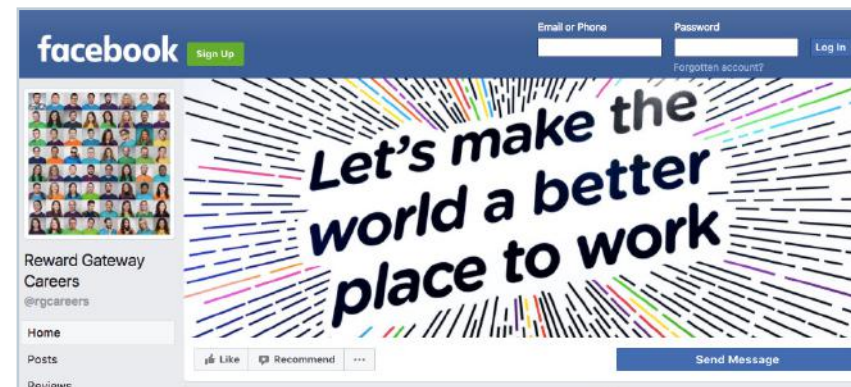 Email or Phone
Password
facebook
Sign Up
Log In
Forgotten account?
Let's make the
world a better
place to work
Reward Gateway
Careers
@rgcareers
Home
Posts
Reviews
Like
Recommend
Send Message